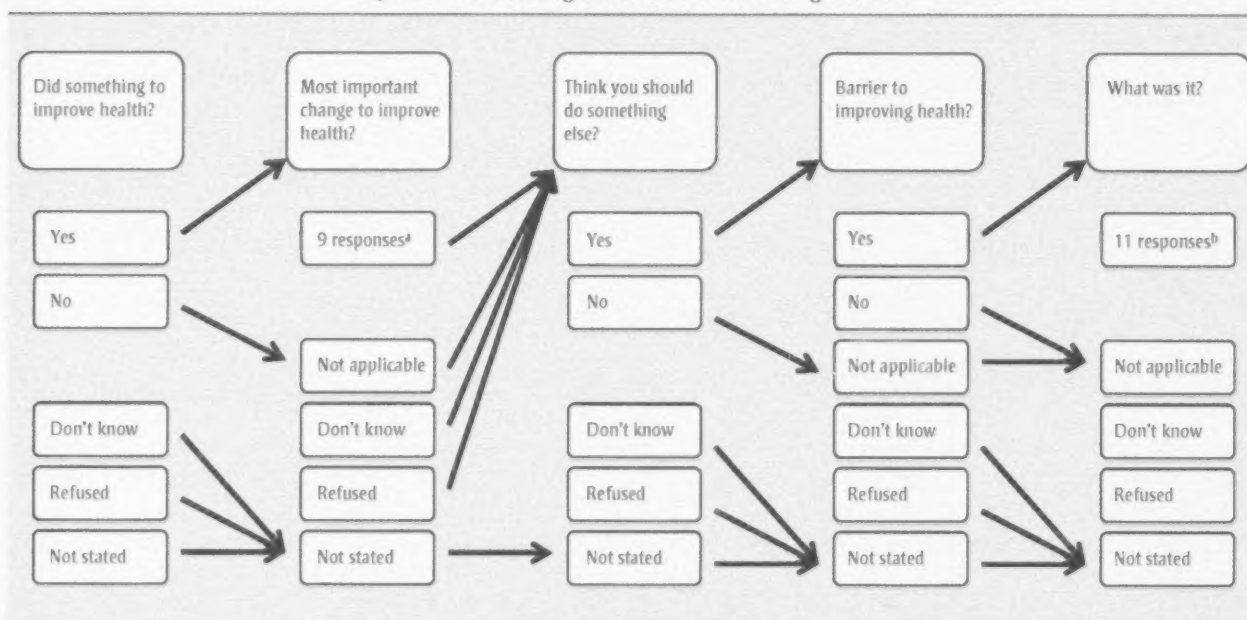 Did something to
improve health?
Yes
No
Don't know
Refused
Not stated
Most important
change to improve
health?
9 responsesᵃ
Not applicable
Don't know
Refused
Not stated
Think you should
do something
else?
Yes
No
Don't know
Refused
Not stated
Barrier to
improving health?
Yes
No
Not applicable
Don't know
Refused
Not stated
What was it?
11 responsesᵇ
Not applicable
Don't know
Refused
Not stated